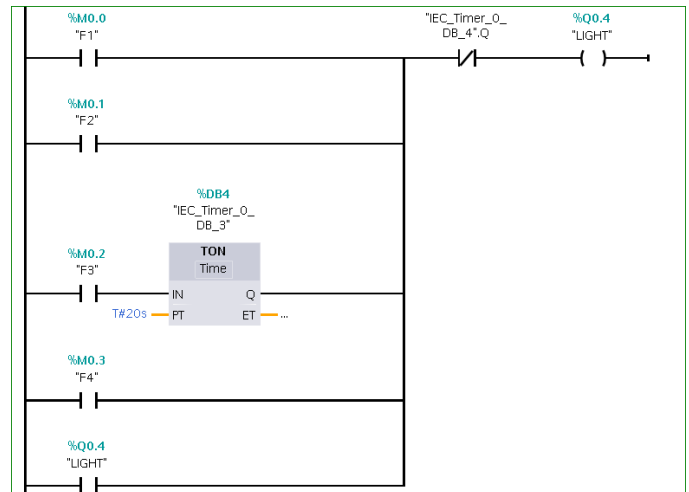 %M0.0
"F1"
"IEC_Timer_0_
DB_4".Q
%Q0.4
"LIGHT"
%M0.1
"F2"
%DB4
"IEC_Timer_0_
DB_3"
TON
Time
%M0.2
"F3"
IN
Q
T#20s
PT
ET
...
%M0.3
"F4"
%Q0.4
"LIGHT"